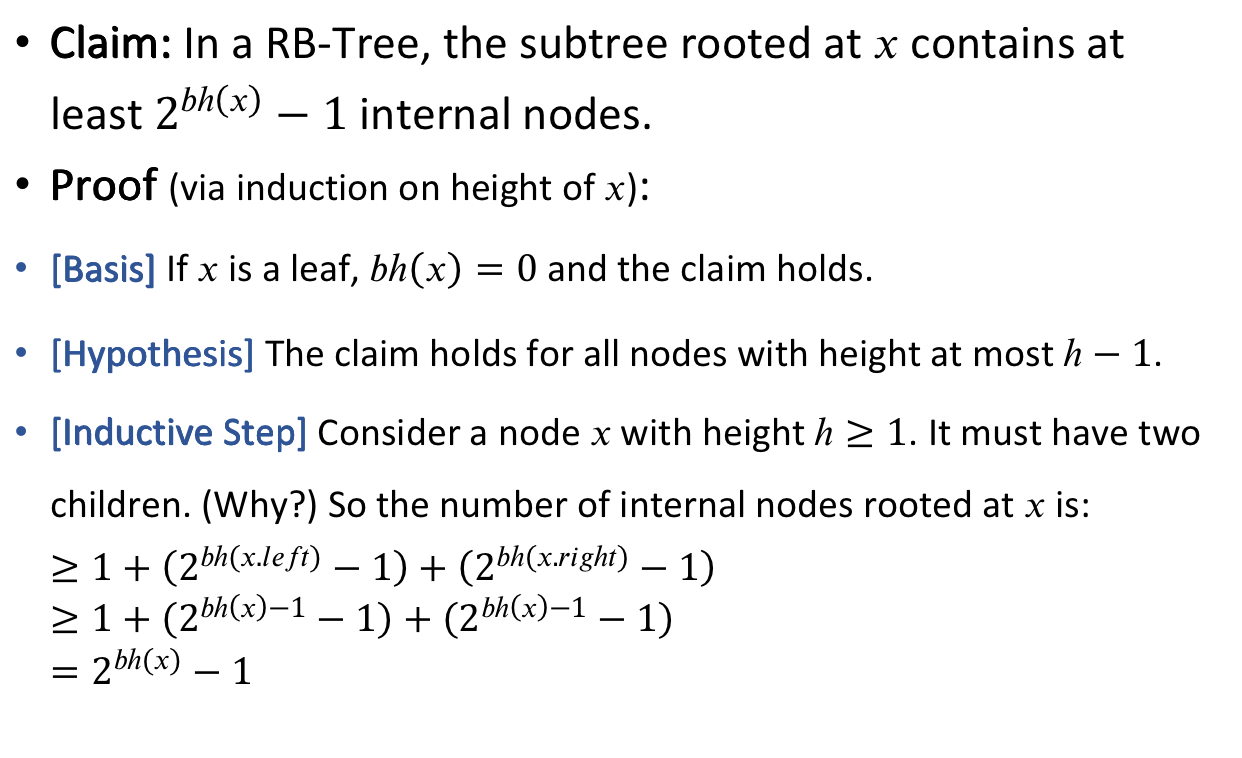 • Claim: In a RB-Tree, the subtree rooted at x contains at
least 2^{bh(x)} − 1 internal nodes.
• Proof (via induction on height of x):
• [Basis] If x is a leaf, bh(x) = 0 and the claim holds.
• [Hypothesis] The claim holds for all nodes with height at most h − 1.
• [Inductive Step] Consider a node x with height h ≥ 1. It must have two
children. (Why?) So the number of internal nodes rooted at x is:
≥ 1 + (2^{bh(x.left)} − 1) + (2^{bh(x.right)} − 1)
≥ 1 + (2^{bh(x)−1} − 1) + (2^{bh(x)−1} − 1)
= 2^{bh(x)} − 1